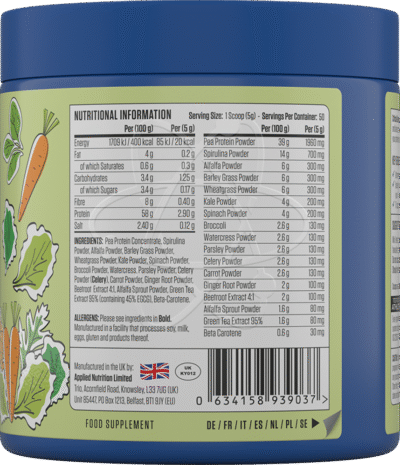 NUTRITIONAL INFORMATION
Serving Size: 1 Scoop (5g) - Servings Per Container: 50
Per (100 g) Per (5 g)
Energy 1709 kJ / 400 kcal 85 kJ / 20 kcal
Fat 4 g 0.2 g
of which Saturates 0.6 g 0.3 g
Carbohydrates 3.4 g 1.25 g
of which Sugars 3.4 g 0.17 g
Fibre 8 g 0.40 g
Protein 58 g 2.90 g
Salt 2.40 g 0.12 g
INGREDIENTS: Pea Protein Concentrate, Spirulina
Powder, Alfalfa Powder, Barley Grass Powder,
Wheatgrass Powder, Kale Powder, Spinach Powder,
Broccoli Powder, Watercress, Parsley Powder, Celery
Powder (Celery), Carrot Powder, Ginger Root Powder,
Beetroot Extract 4:1, Alfalfa Sprout Powder, Green Tea
Extract 95% (containing 45% EGCG), Beta-Carotene.
ALLERGENS: Please see ingredients in Bold.
Manufactured in a facility that processes soy, milk,
eggs, gluten and products thereof.
Per (100 g) Per (5 g)
Pea Protein Powder 39 g 1960 mg
Spirulina Powder 14 g 700 mg
Alfalfa Powder 6 g 300 mg
Barley Grass Powder 6 g 300 mg
Wheatgrass Powder 6 g 300 mg
Kale Powder 4 g 200 mg
Spinach Powder 4 g 200 mg
Broccoli 2.6 g 130 mg
Watercress Powder 2.6 g 130 mg
Parsley Powder 2.6 g 130 mg
Celery Powder 2.6 g 130 mg
Carrot Powder 2.6 g 130 mg
Ginger Root Powder 2 g 100 mg
Beetroot Extract 4:1 2 g 100 mg
Alfalfa Sprout Powder 1.6 g 80 mg
Green Tea Extract 95% 1.6 g 80 mg
Beta Carotene 0.6 g 30 mg
Manufactured in the UK by:
Applied Nutrition Limited
Trio, Acornfield Road, Knowsley, L33 7UG (UK)
Unit 85447, PO Box 1213, Belfast, BT1 9JY (EU)
UK
KY012
0 634158 939037 >
FOOD SUPPLEMENT
DE / FR / IT / ES / NL / PL / SE